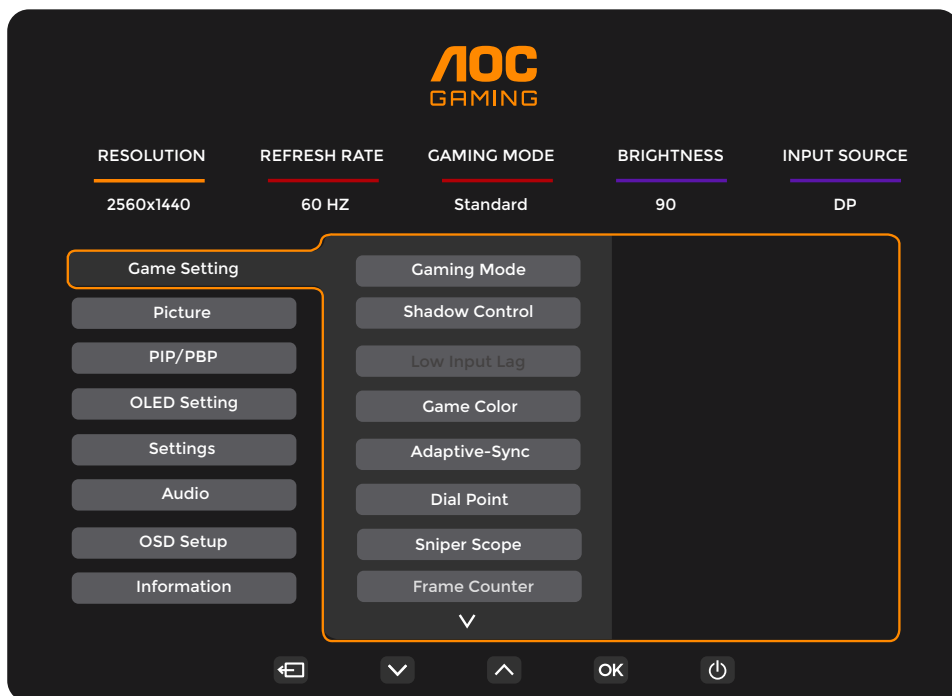 AOC
GAMING
RESOLUTION REFRESH RATE GAMING MODE BRIGHTNESS INPUT SOURCE
2560x1440 60 HZ Standard 90 DP
Game Setting
Picture
PIP/PBP
OLED Setting
Settings
Audio
OSD Setup
Information
Gaming Mode
Shadow Control
Low Input Lag
Game Color
Adaptive-Sync
Dial Point
Sniper Scope
Frame Counter
OK